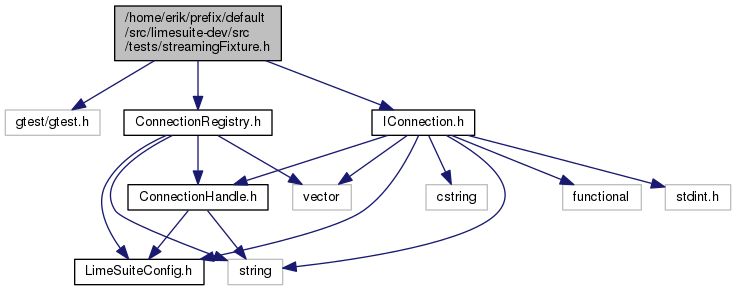 /home/erik/prefix/default
/src/limesuite-dev/src
/tests/streamingFixture.h
gtest/gtest.h
ConnectionRegistry.h
IConnection.h
ConnectionHandle.h
vector
cstring
functional
stdint.h
LimeSuiteConfig.h
string